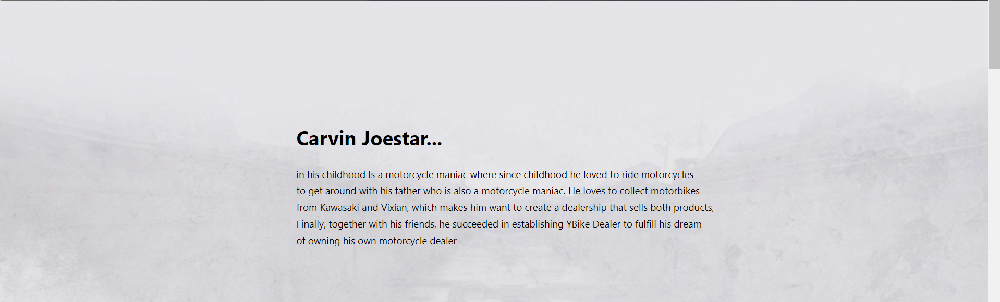 Carvin Joestar...
in his childhood Is a motorcycle maniac where since childhood he loved to ride motorcycles
to get around with his father who is also a motorcycle maniac. He loves to collect motorbikes
from Kawasaki and Vixian, which makes him want to create a dealership that sells both products,
Finally, together with his friends, he succeeded in establishing YBike Dealer to fulfill his dream
of owning his own motorcycle dealer